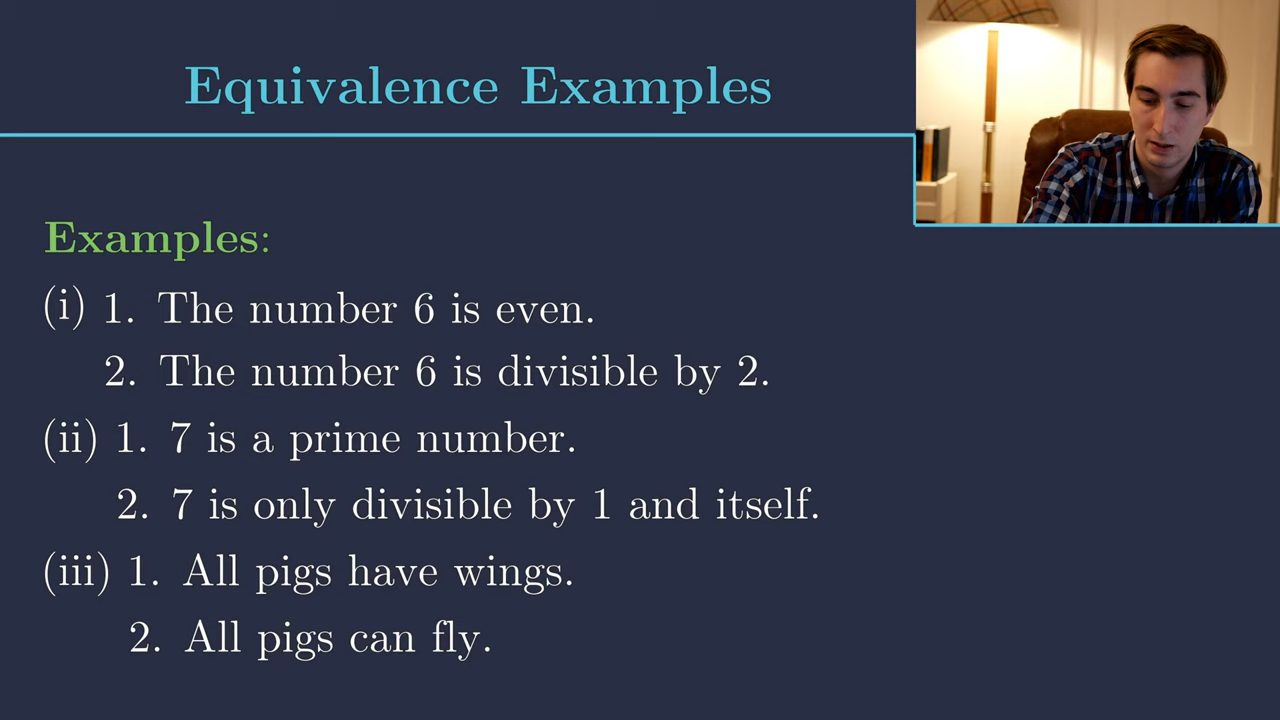 Equivalence Examples
Examples:
(i) 1. The number 6 is even.
2. The number 6 is divisible by 2.
(ii) 1. 7 is a prime number.
2. 7 is only divisible by 1 and itself.
(iii) 1. All pigs have wings.
2. All pigs can fly.